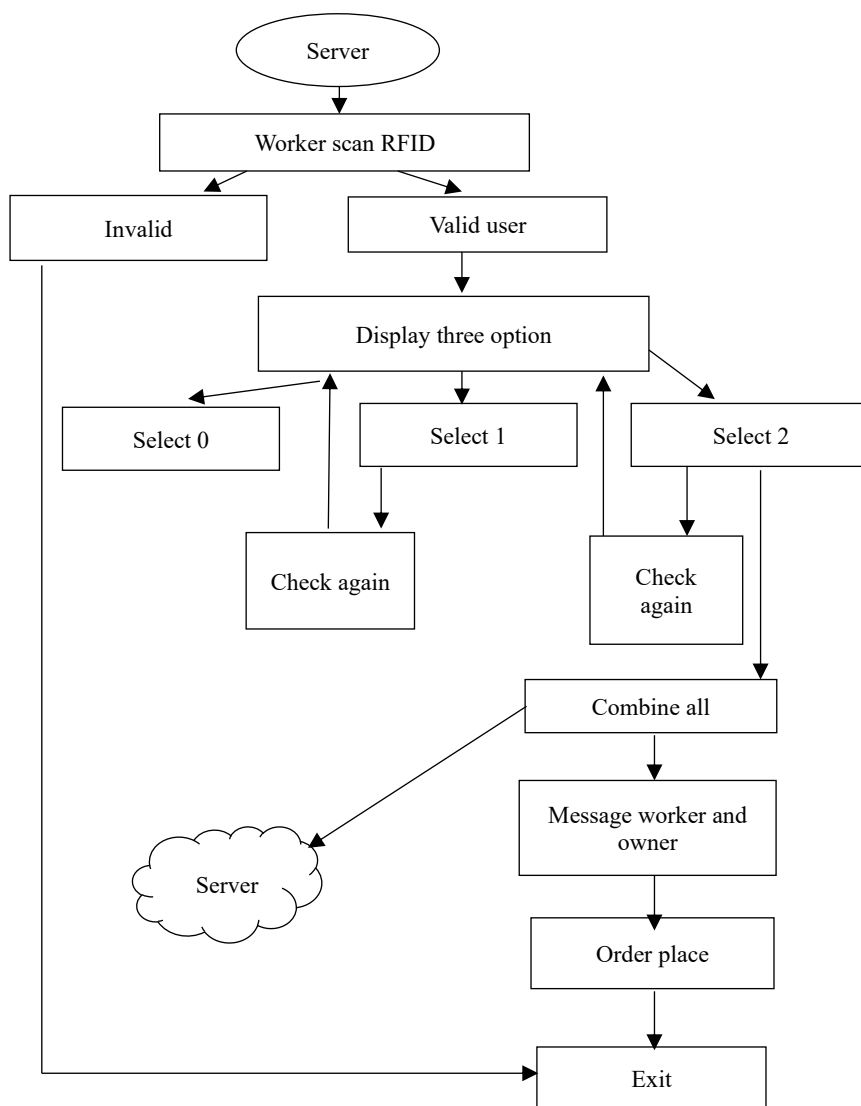 Server
Worker scan RFID
Invalid
Valid user
Display three option
Select 0
Select 1
Select 2
Check again
Check
again
Combine all
Message worker and
owner
Server
Order place
Exit